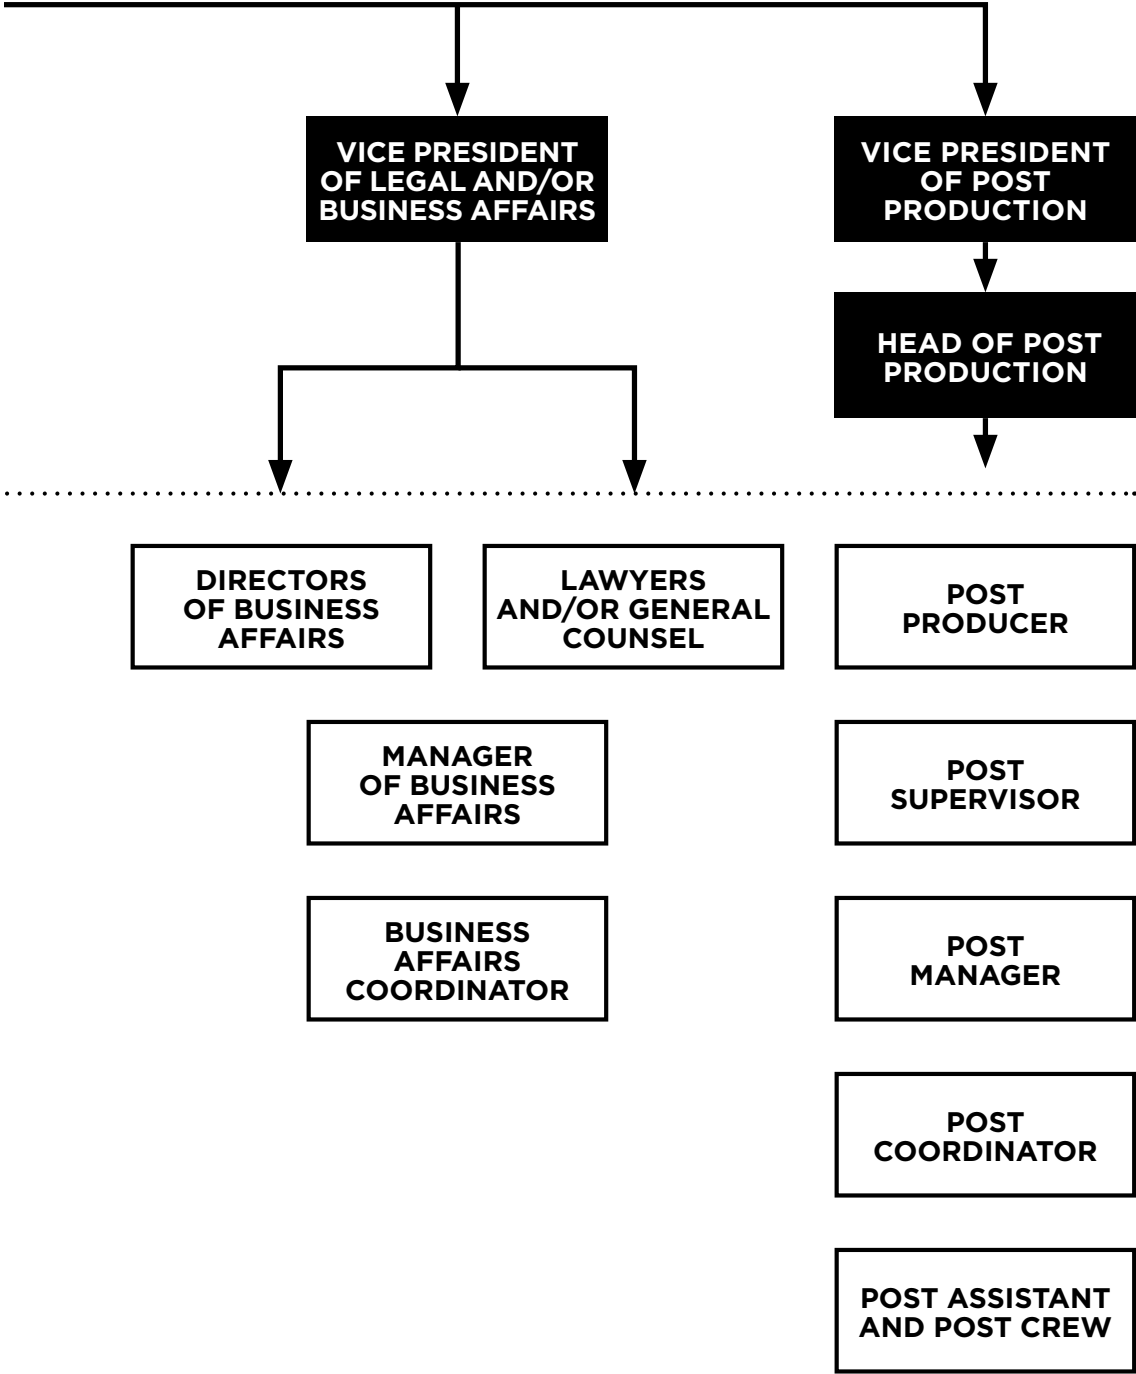 VICE PRESIDENT
OF LEGAL AND/OR
BUSINESS AFFAIRS
VICE PRESIDENT
OF POST
PRODUCTION
HEAD OF POST
PRODUCTION
DIRECTORS
OF BUSINESS
AFFAIRS
LAWYERS
AND/OR GENERAL
COUNSEL
POST
PRODUCER
MANAGER
OF BUSINESS
AFFAIRS
POST
SUPERVISOR
BUSINESS
AFFAIRS
COORDINATOR
POST
MANAGER
POST
COORDINATOR
POST ASSISTANT
AND POST CREW